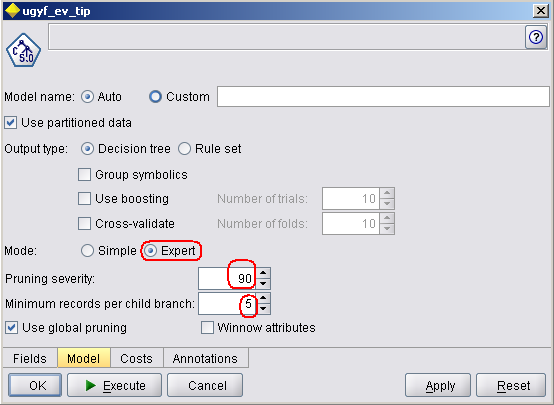 ugyf_ev_tip
C 5.0
Model name: Auto Custom
Use partitioned data
Output type: Decision tree Rule set
Group symbolics
Use boosting Number of trials: 10
Cross-validate Number of folds: 10
Mode: Simple Expert
Pruning severity: 90
Minimum records per child branch: 5
Use global pruning Winnow attributes
Fields Model Costs Annotations
OK Execute Cancel Apply Reset